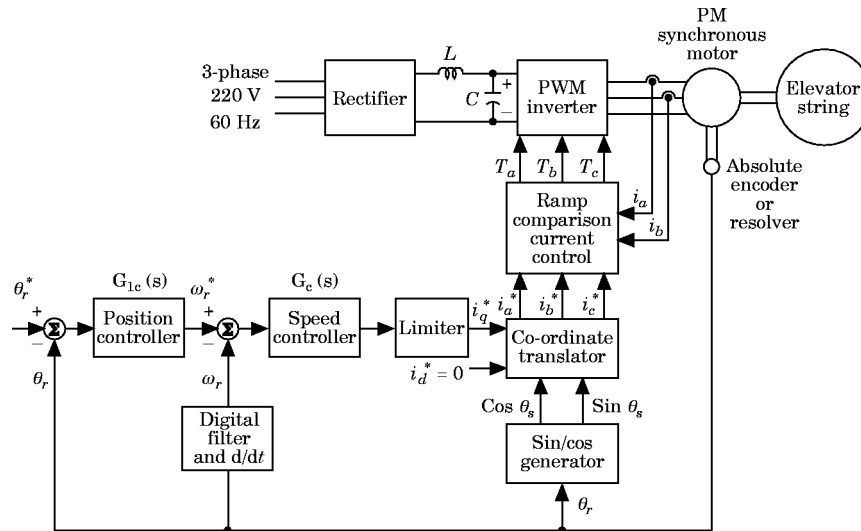 PM
synchronous
motor
3-phase
220 V
60 Hz
Rectifier
L
C
+
−
PWM
inverter
Elevator
string
T_a
T_b
T_c
Absolute
encoder
or
resolver
Ramp
comparison
current
control
i_a
i_b
θ_r^*
+
−
Σ
θ_r
G_{1c} (s)
Position
controller
ω_r^*
+
−
Σ
ω_r
G_c (s)
Speed
controller
Limiter
i_q^*
i_a^*
i_b^*
i_c^*
Co-ordinate
translator
i_d^* = 0
Cos θ_s
Sin θ_s
Digital
filter
and d/dt
Sin/cos
generator
θ_r